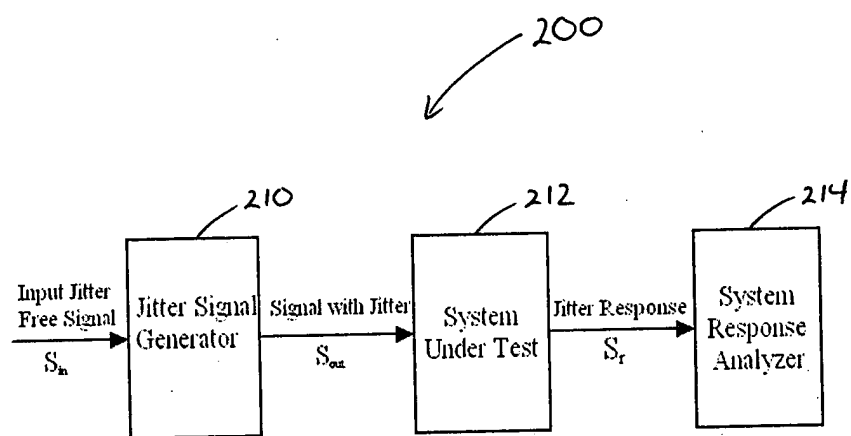 200
210
212
214
Input Jitter
Free Signal
S_in
Jitter Signal
Generator
Signal with Jitter
S_out
System
Under Test
Jitter Response
S_r
System
Response
Analyzer